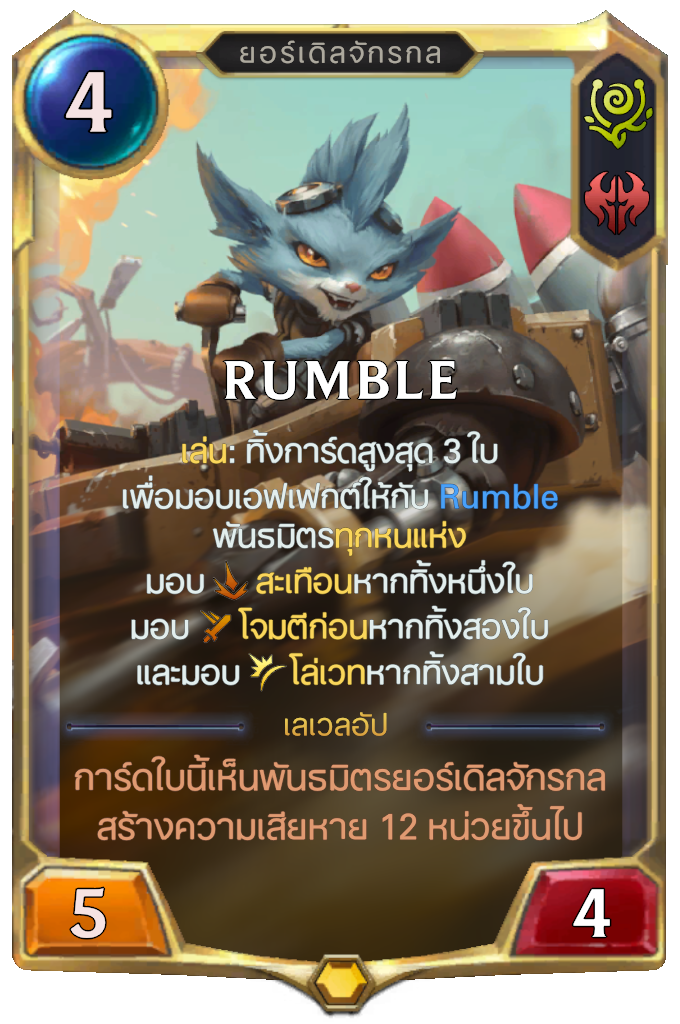 4
ยอร์เดิลจักรกล
RUMBLE
เล่น: ทิ้งการ์ดสูงสุด 3 ใบ
เพื่อมอบเอฟเฟกต์ให้กับ Rumble
พันธมิตรทุกหนแห่ง
มอบ สะเทือนหากทิ้งหนึ่งใบ
มอบ โจมตีก่อนหากทิ้งสองใบ
และมอบ โล่เวทหากทิ้งสามใบ
เลเวลอัป
การ์ดใบนี้เห็นพันธมิตรยอร์เดิลจักรกล
สร้างความเสียหาย 12 หน่วยขึ้นไป
5
4